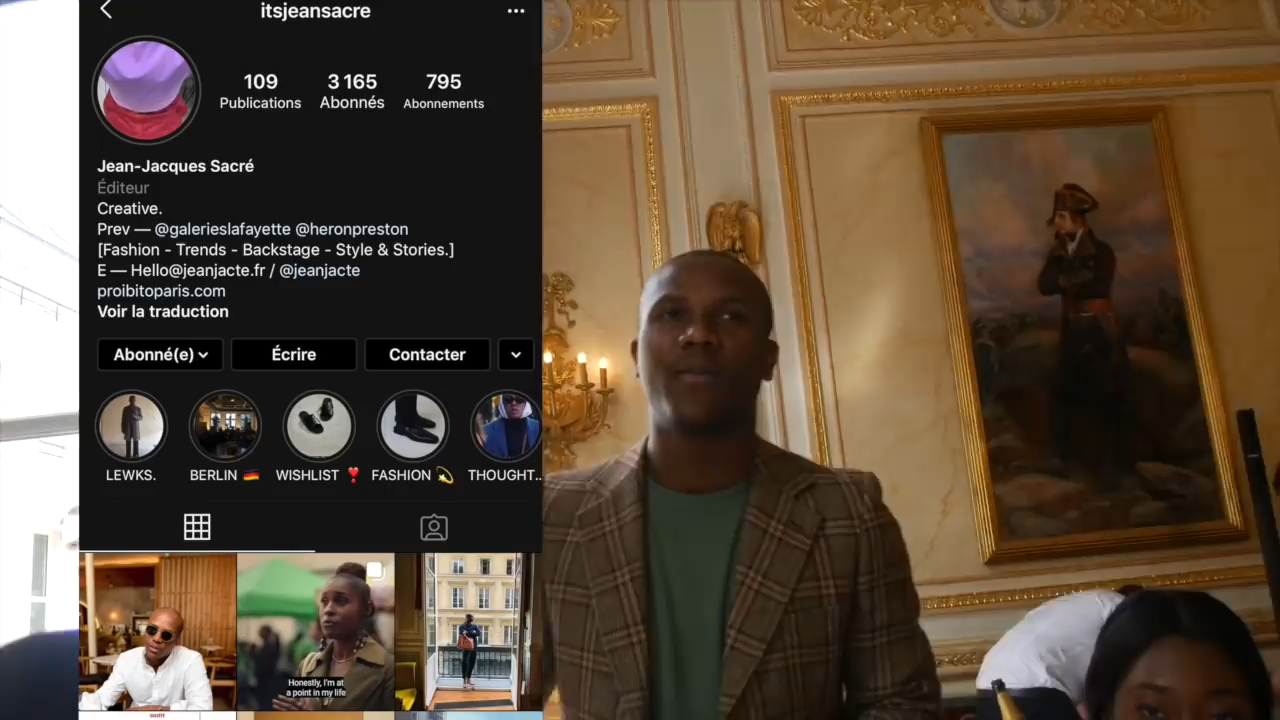 itsjeansacre
109
3 165
795
Publications
Abonnés
Abonnements
Jean-Jacques Sacré
Éditeur
Creative.
Prev — @galerieslafayette @heronpreston
[Fashion - Trends - Backstage - Style & Stories.]
E — Hello@jeanjacte.fr / @jeanjacte
proibitoparis.com
Voir la traduction
Abonné(e)
Écrire
Contacter
LEWKS.
BERLIN 🇩🇪
WISHLIST ❣️
FASHION 💫
THOUGHT...
Honestly, I'm at
a point in my life